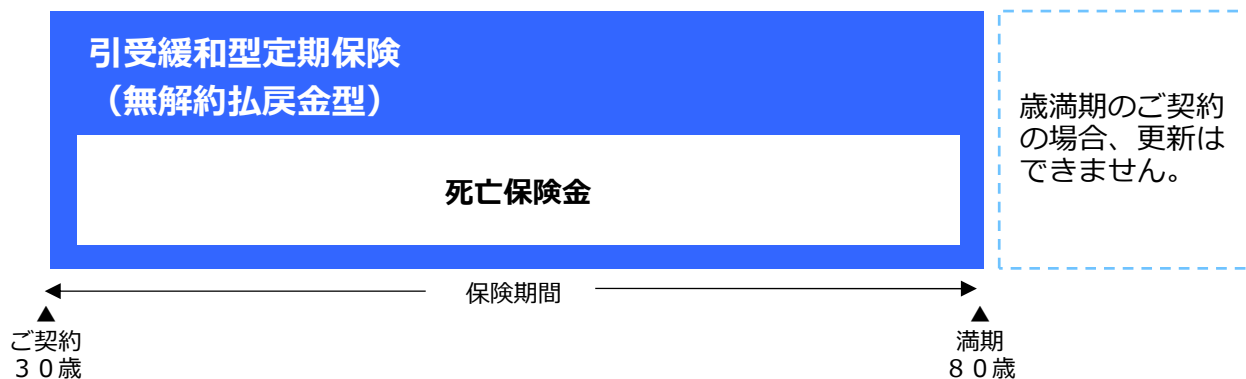 引受緩和型定期保険
（無解約払戻金型）
死亡保険金
歳満期のご契約
の場合、更新は
できません。
保険期間
▲
ご契約
３０歳
▲
満期
８０歳